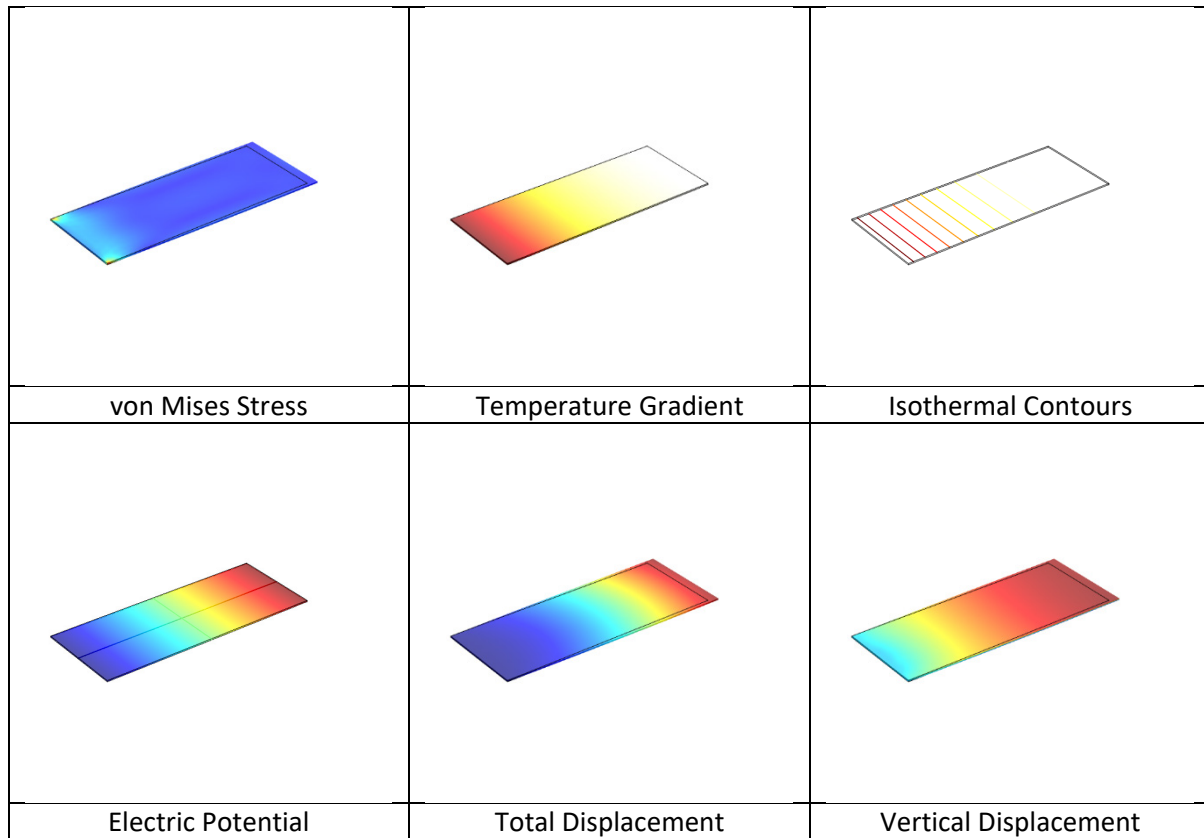 von Mises Stress
Temperature Gradient
Isothermal Contours
Electric Potential
Total Displacement
Vertical Displacement